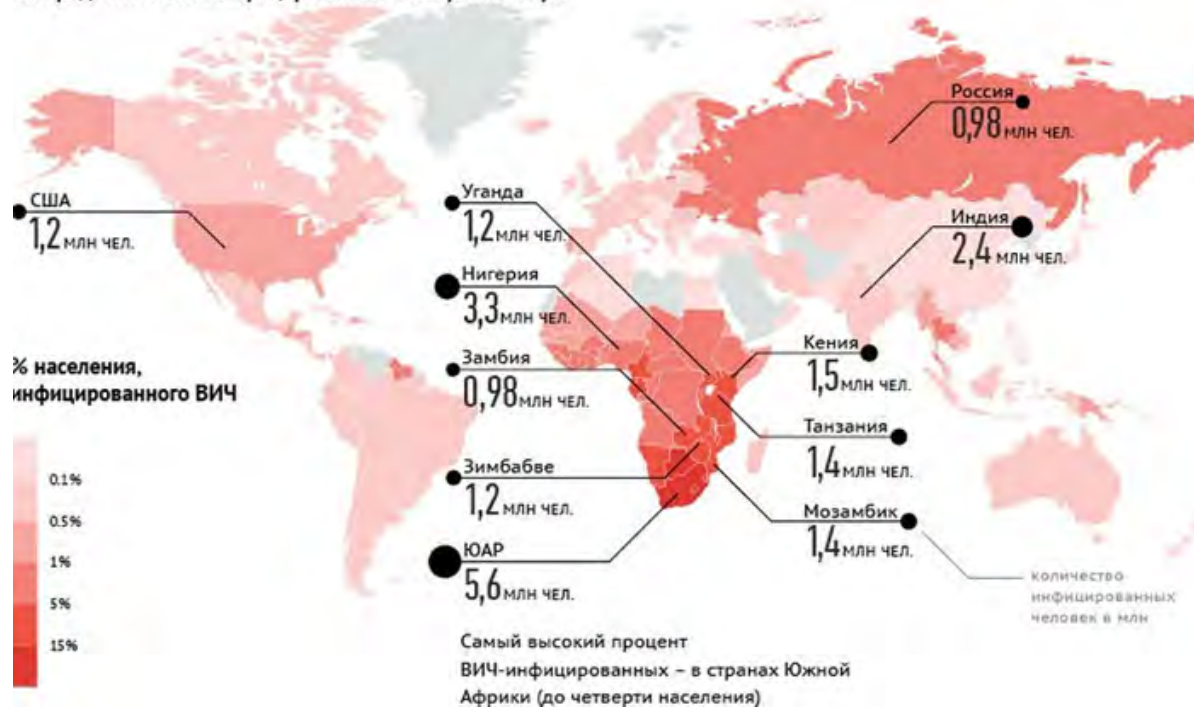 Россия
0,98 млн чел.
США
1,2 млн чел.
Уганда
1,2 млн чел.
Индия
2,4 млн чел.
Нигерия
3,3 млн чел.
% населения,
инфицированного ВИЧ
Замбия
0,98 млн чел.
Кения
1,5 млн чел.
Танзания
1,4 млн чел.
Зимбабве
1,2 млн чел.
Мозамбик
1,4 млн чел.
0.1%
0.5%
1%
5%
15%
ЮАР
5,6 млн чел.
количество
инфицированных
человек в млн
Самый высокий процент
ВИЧ-инфицированных – в странах Южной
Африки (до четверти населения)